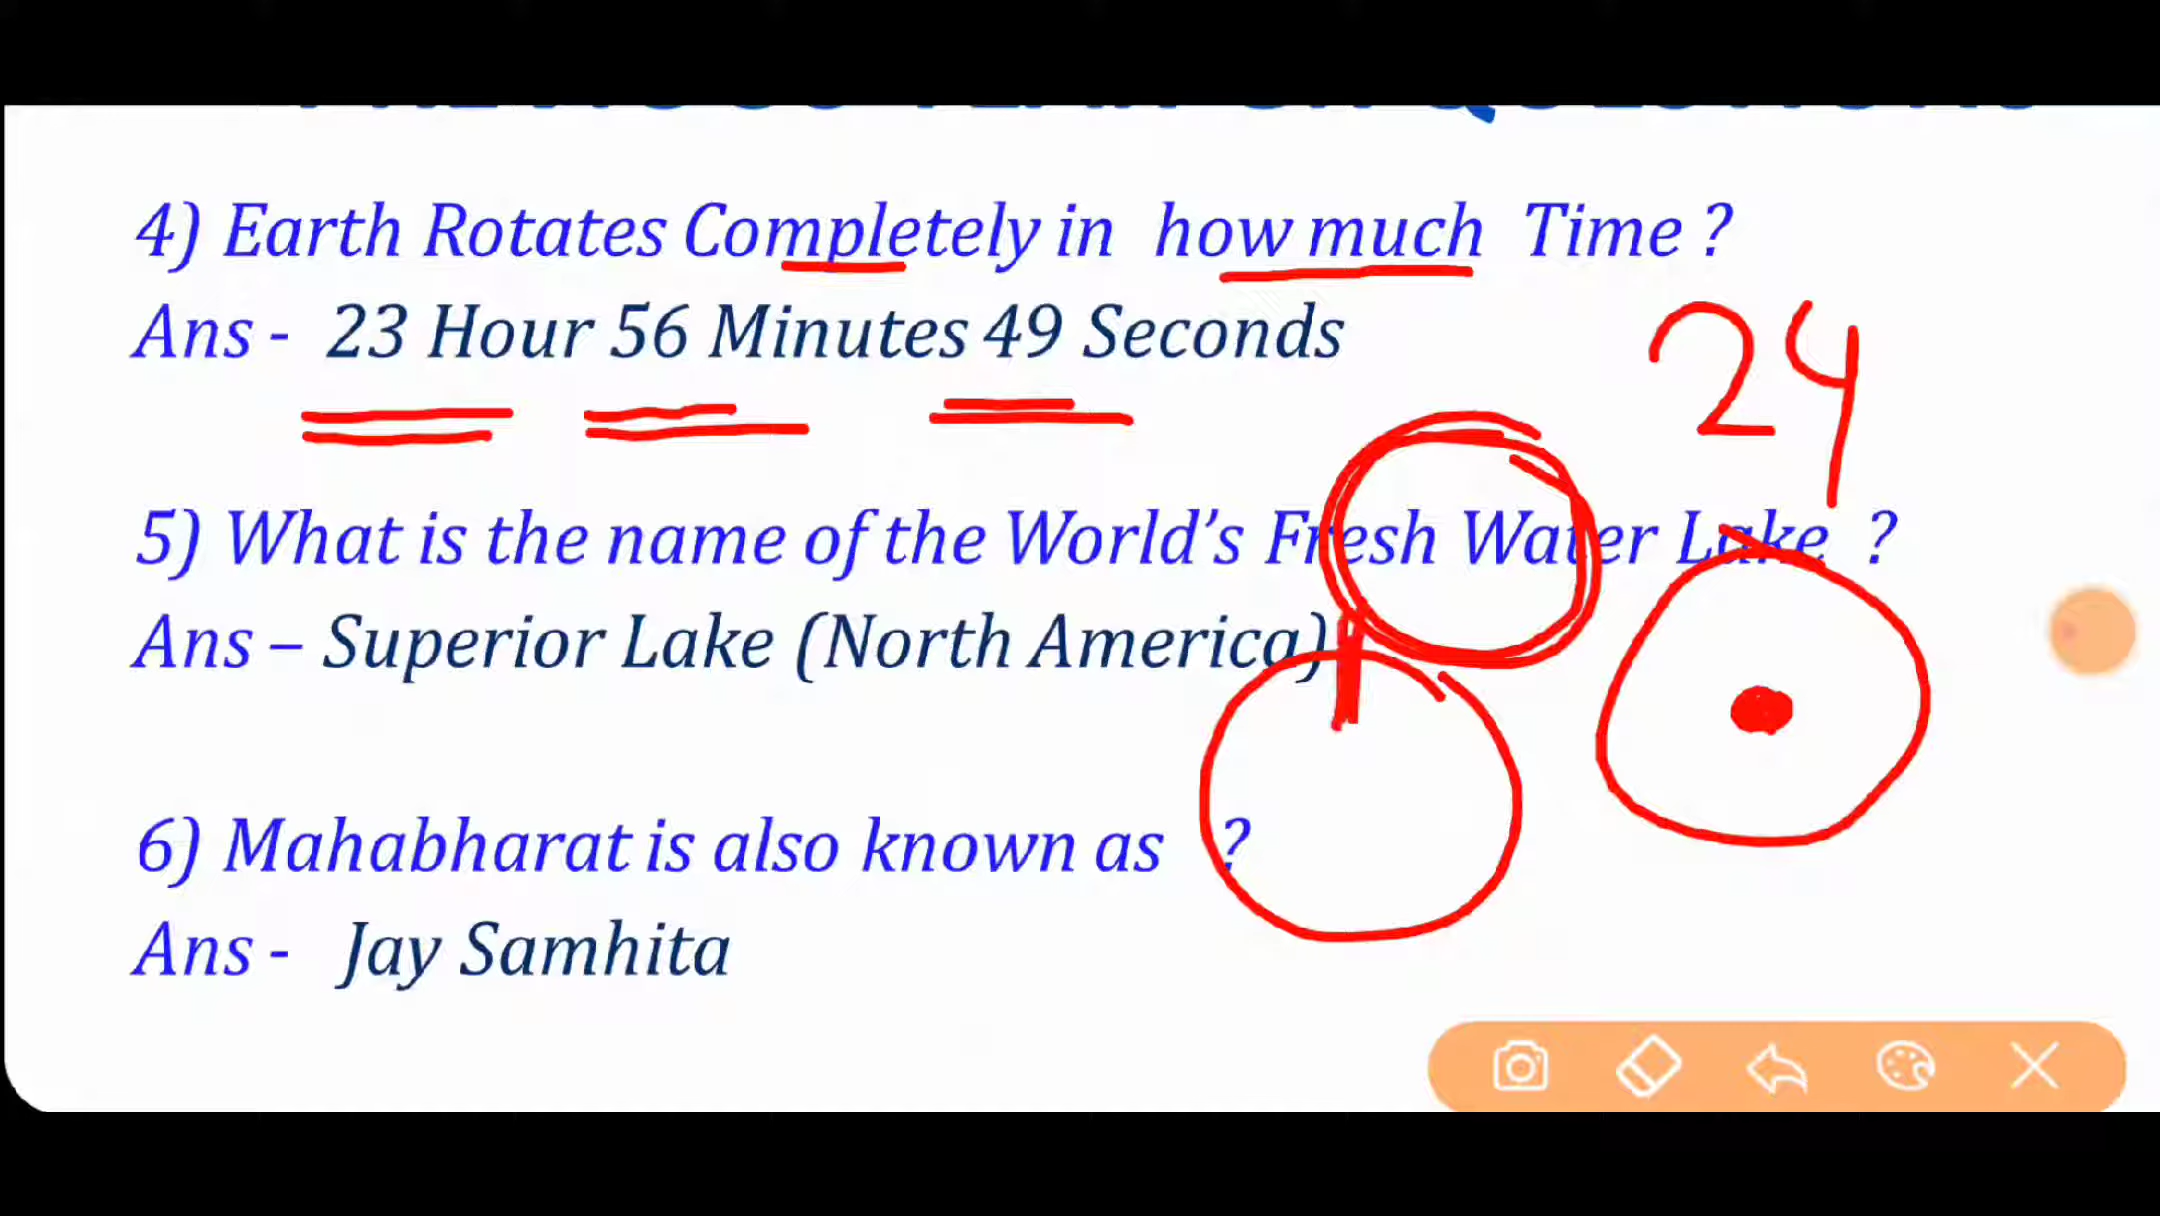 4) Earth Rotates Completely in how much Time ?
Ans - 23 Hour 56 Minutes 49 Seconds
24
5) What is the name of the World's Fresh Water Lake ?
Ans – Superior Lake (North America)
6) Mahabharat is also known as ?
Ans - Jay Samhita